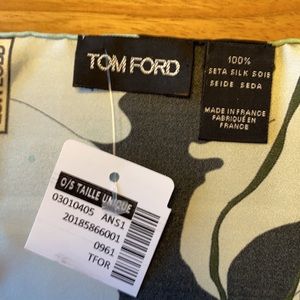 TOM FORD
100%
SETA SILK SOIE
SEIDE SEDA
MADE IN FRANCE
FABRIQUÉ EN
FRANCE
O/S TAILLE UNIQUE
03010405 ANS1
20185866001
0961
TFOR